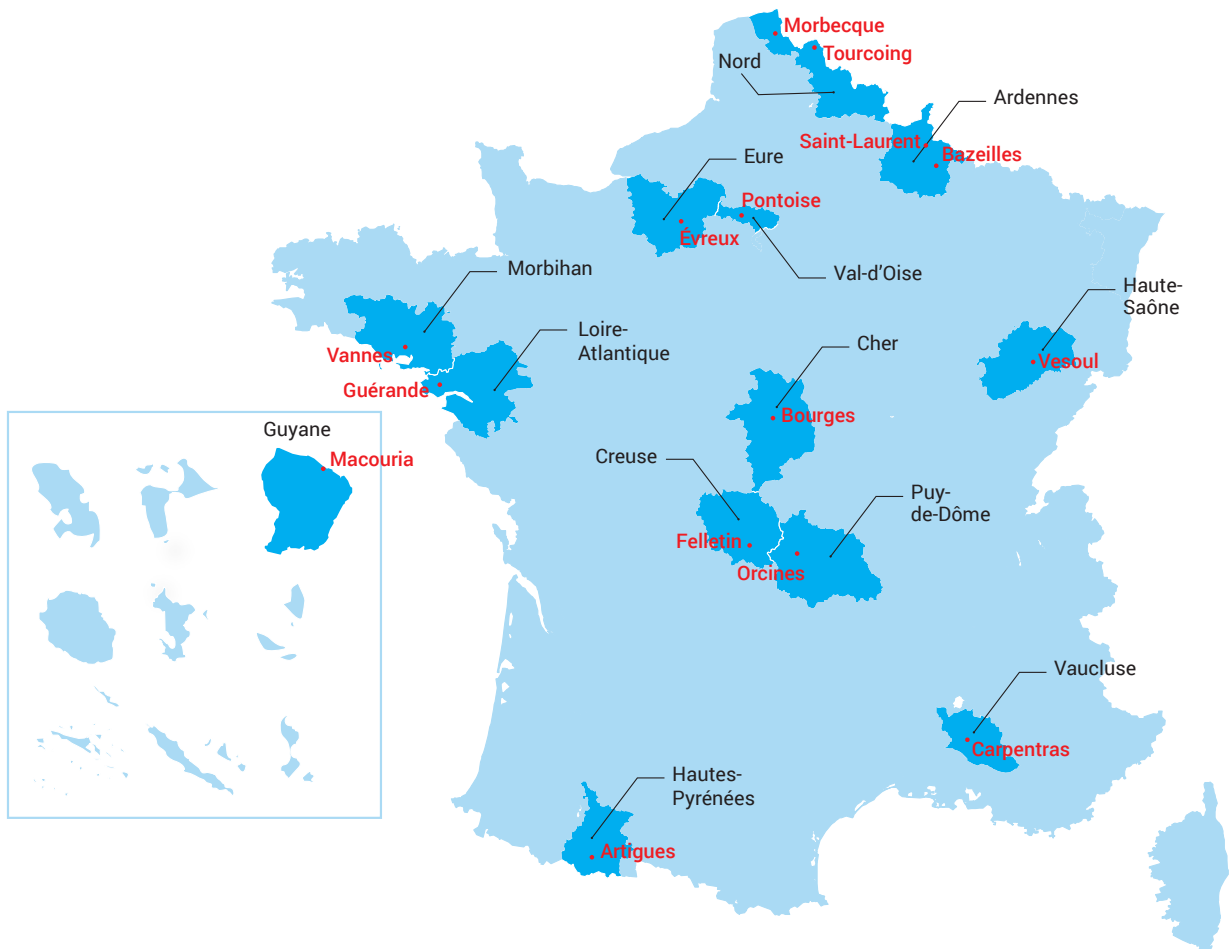 Morbecque
Tourcoing
Nord
Ardennes
Saint-Laurent
Bazeilles
Eure
Pontoise
Évreux
Val-d'Oise
Morbihan
Haute-
Saône
Loire-
Atlantique
Vannes
Cher
Vesoul
Guérande
Bourges
Guyane
Macouria
Creuse
Puy-
de-Dôme
Felletin
Orcines
Vaucluse
Carpentras
Hautes-
Pyrénées
Artigues